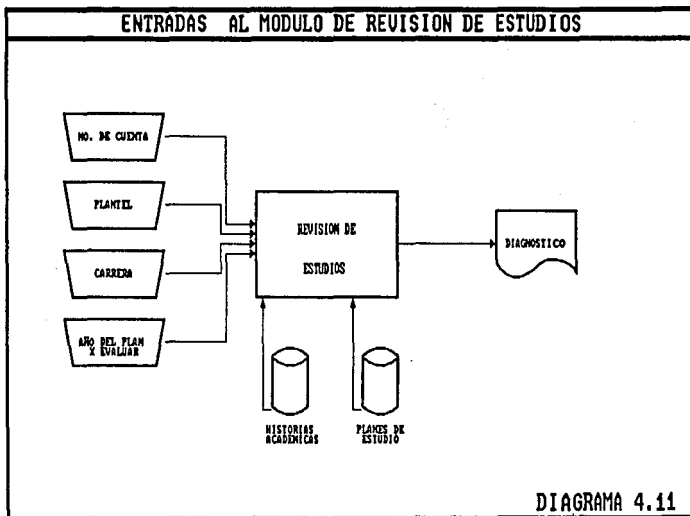 ENTRADAS AL MODULO DE REVISION DE ESTUDIOS
NO. DE CUENTA
PLANTEL
CARRERA
AÑO DEL PLAN
X EVALUAR
REVISION DE
ESTUDIOS
DIAGNOSTICO
HISTORIAS
ACADEMICAS
PLANES DE
ESTUDIO
DIAGRAMA 4.11